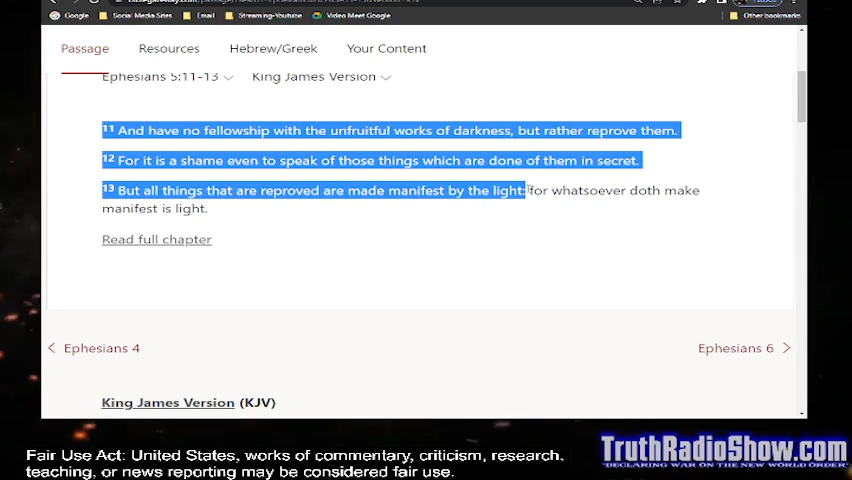 Google Social Media Sites Email Streaming-Youtube Video Meet Google Other bookmarks
Passage Resources Hebrew/Greek Your Content
Ephesians 5:11-13 King James Version
11 And have no fellowship with the unfruitful works of darkness, but rather reprove them.
12 For it is a shame even to speak of those things which are done of them in secret.
13 But all things that are reproved are made manifest by the light: for whatsoever doth make
manifest is light.
Read full chapter
Ephesians 4 Ephesians 6
King James Version (KJV)
Fair Use Act: United States, works of commentary, criticism, research,
teaching, or news reporting may be considered fair use.
TruthRadioShow.com
"DECLARING WAR ON THE NEW WORLD ORDER"